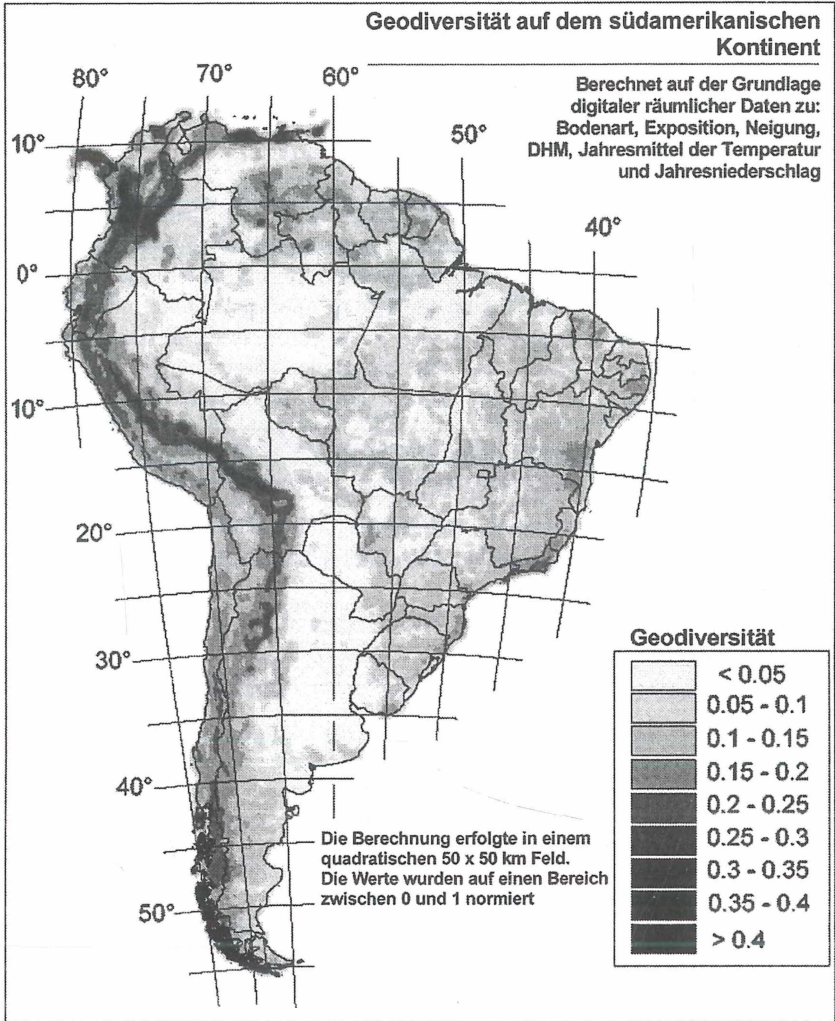 Geodiversität auf dem südamerikanischen
Kontinent
Berechnet auf der Grundlage
digitaler räumlicher Daten zu:
Bodenart, Exposition, Neigung,
DHM, Jahresmittel der Temperatur
und Jahresniederschlag
80°
70°
60°
50°
40°
10°
0°
10°
20°
30°
40°
50°
Die Berechnung erfolgte in einem
quadratischen 50 x 50 km Feld.
Die Werte wurden auf einen Bereich
zwischen 0 und 1 normiert
Geodiversität
< 0.05
0.05 - 0.1
0.1 - 0.15
0.15 - 0.2
0.2 - 0.25
0.25 - 0.3
0.3 - 0.35
0.35 - 0.4
> 0.4